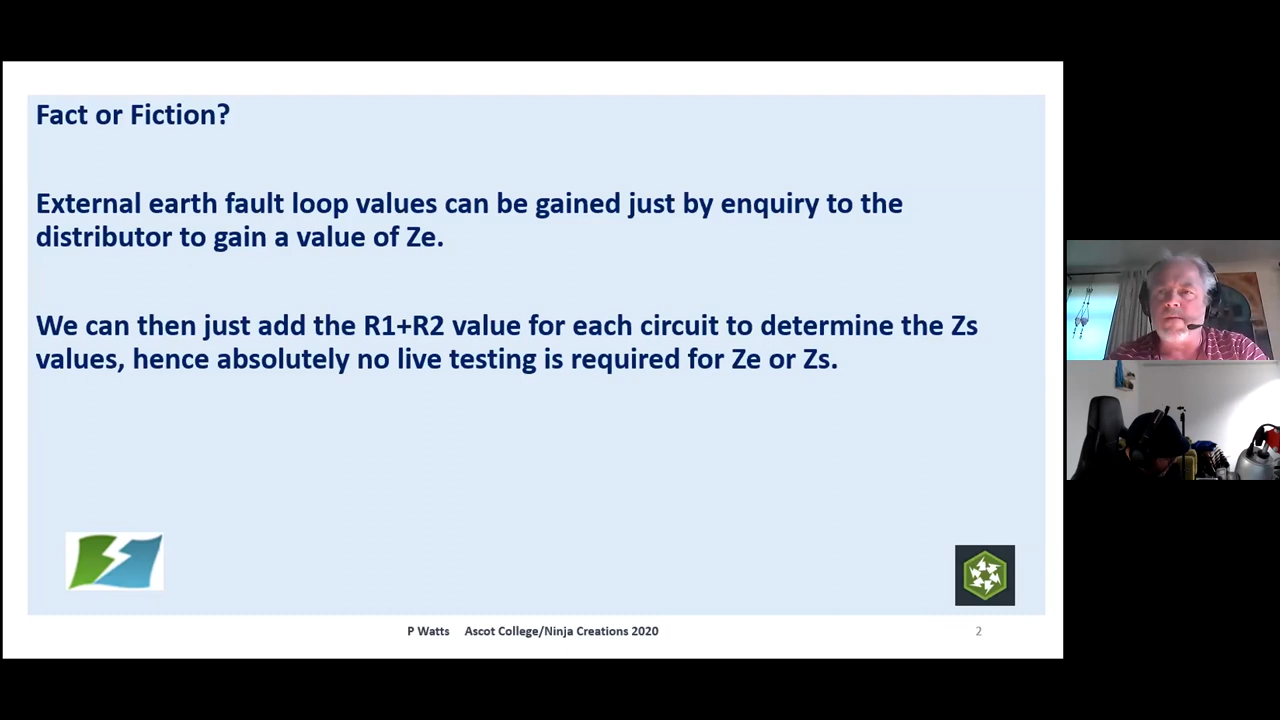 Fact or Fiction?
External earth fault loop values can be gained just by enquiry to the
distributor to gain a value of Ze.
We can then just add the R1+R2 value for each circuit to determine the Zs
values, hence absolutely no live testing is required for Ze or Zs.
P Watts Ascot College/Ninja Creations 2020
2